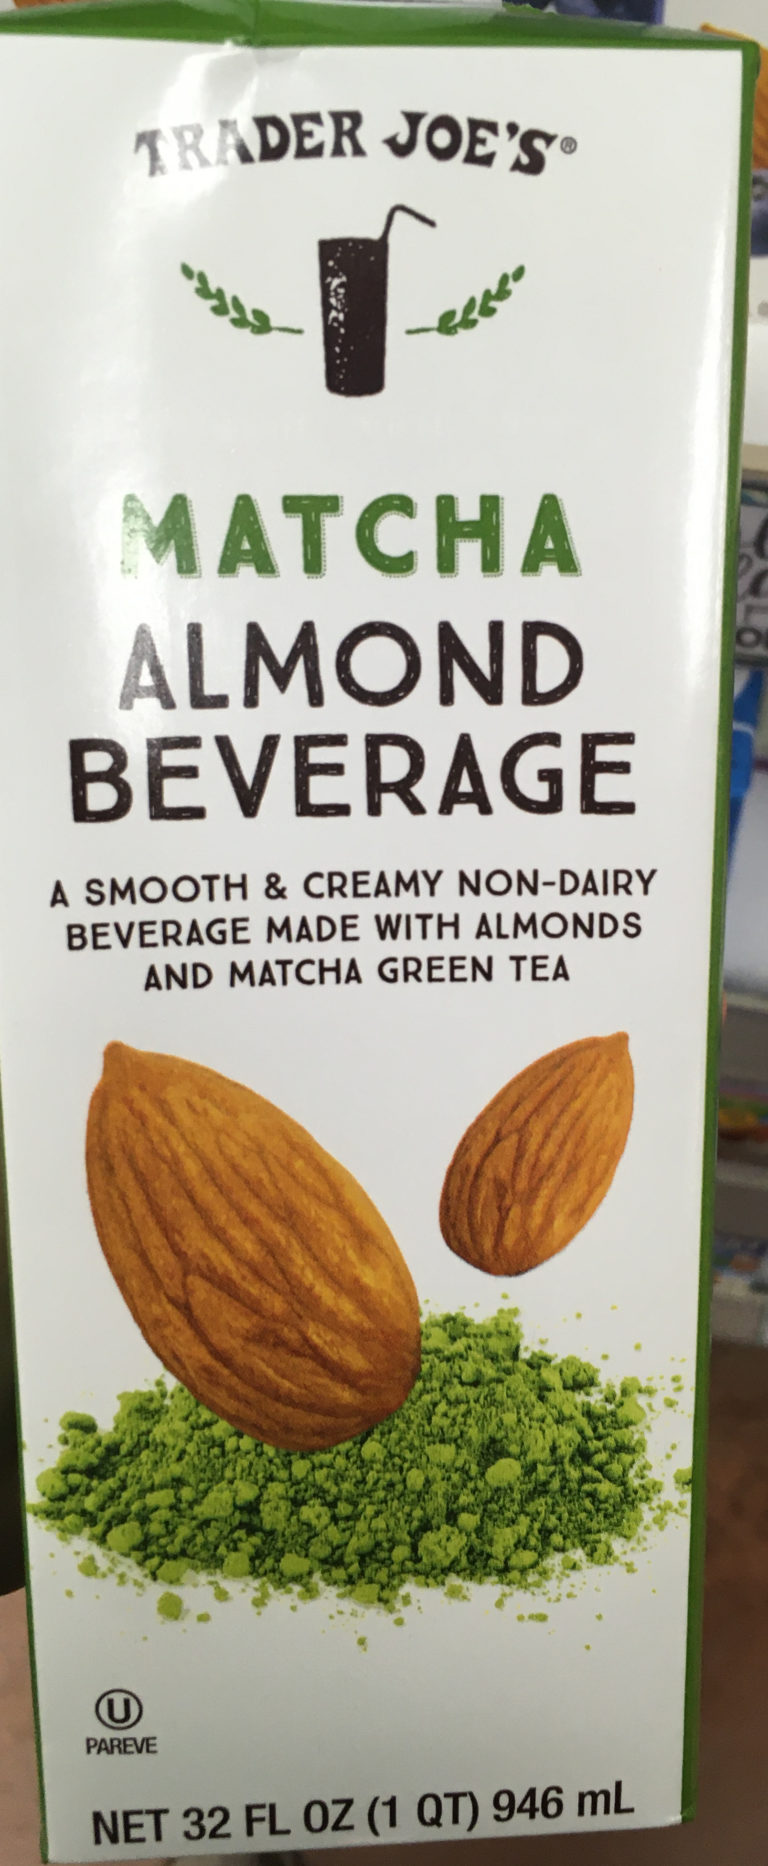 TRADER JOE'S®
MATCHA
ALMOND
BEVERAGE
A SMOOTH & CREAMY NON-DAIRY
BEVERAGE MADE WITH ALMONDS
AND MATCHA GREEN TEA
U
PAREVE
NET 32 FL OZ (1 QT) 946 mL